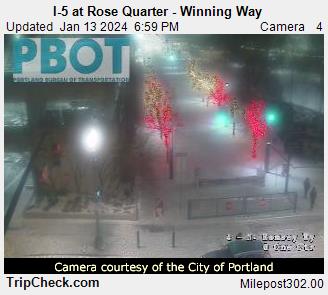 I-5 at Rose Quarter - Winning Way
Updated Jan 13 2024 6:59 PM Camera 4
PBOT
PORTLAND BUREAU OF TRANSPORTATION
Camera courtesy of the City of Portland
TripCheck.com Milepost302.00